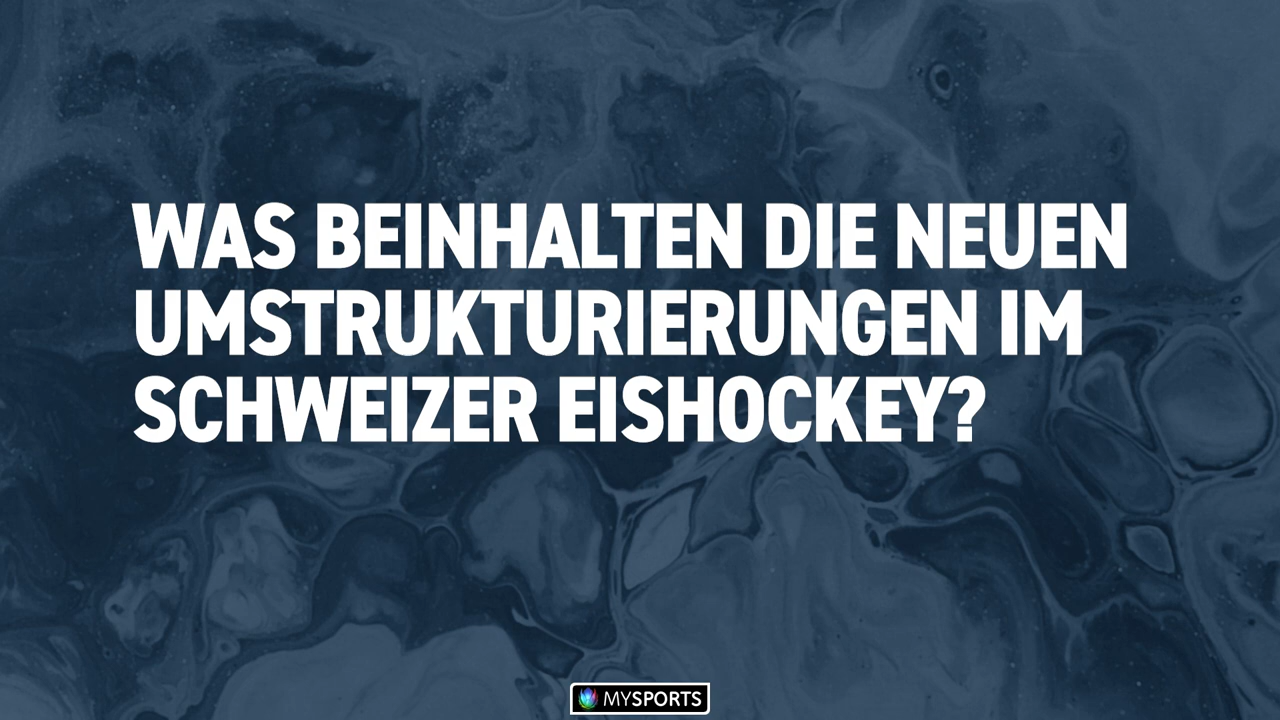 WAS BEINHALTEN DIE NEUEN
UMSTRUKTURIERUNGEN IM
SCHWEIZER EISHOCKEY?
MYSPORTS